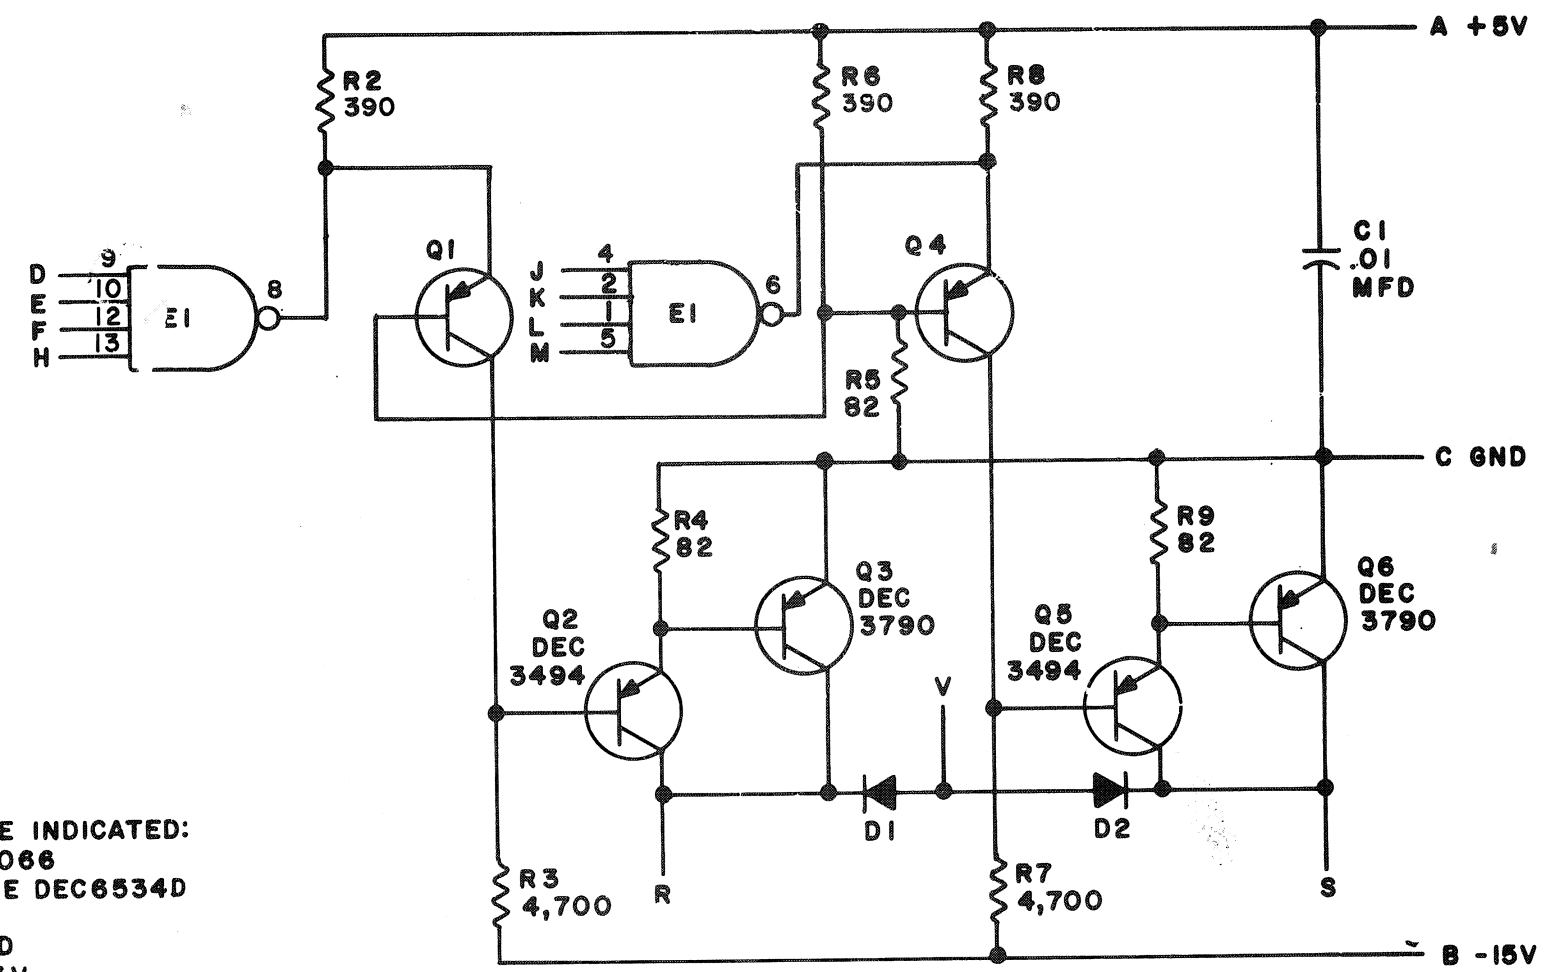 A +5V
R2
390
R6
390
R8
390
C1
.01
MFD
Q1
Q4
D 9
E 10
F 12
H 13
E1
8
J 4
K 2
L 1
M 5
E1
6
R5
82
C GND
R4
82
R9
82
Q3
DEC
3790
Q6
DEC
3790
Q2
DEC
3494
Q5
DEC
3494
V
D1
D2
R
S
R3
4,700
R7
4,700
B -15V
E INDICATED:
066
E DEC6534D
D